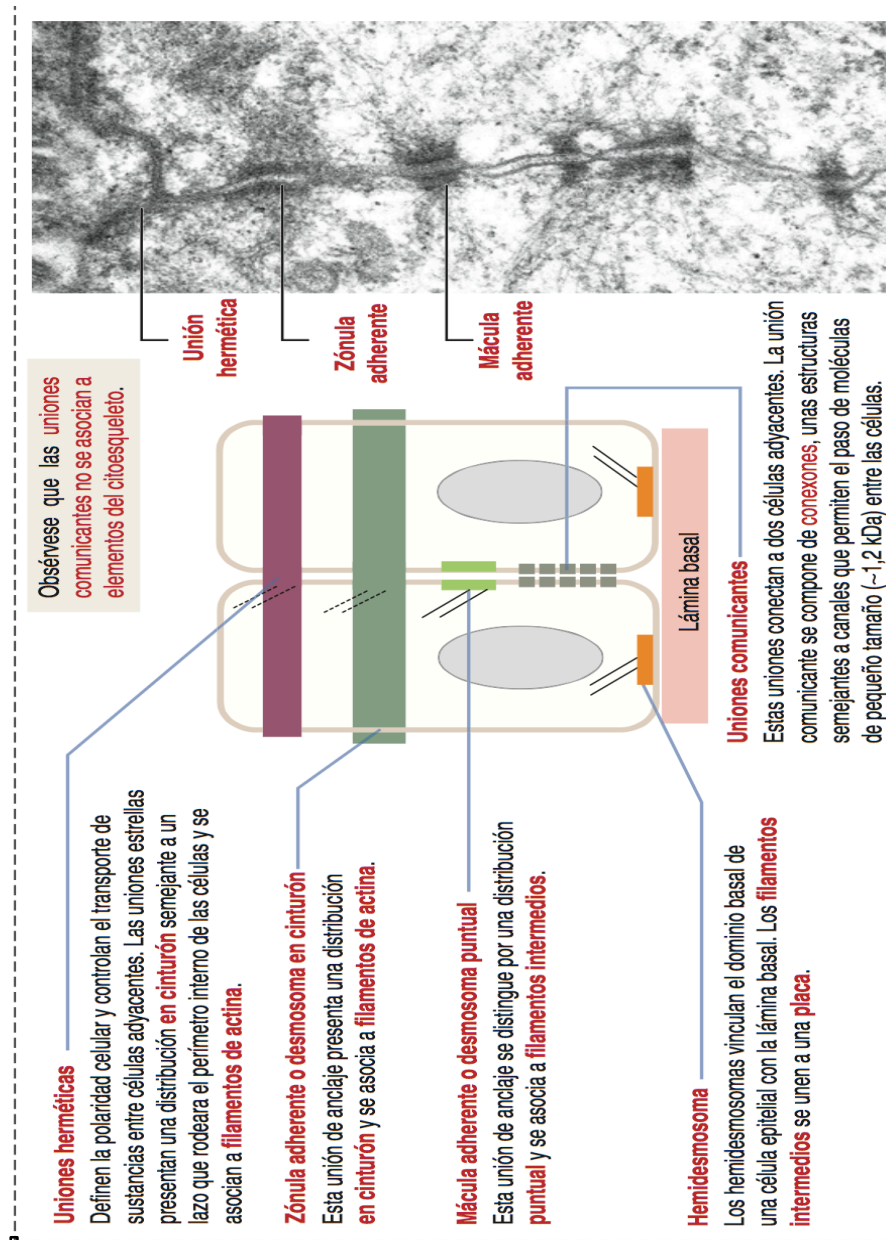 Uniones herméticas
Definen la polaridad celular y controlan el transporte de
sustancias entre células adyacentes. Las uniones estrellas
presentan una distribución en cinturón semejante a un
lazo que rodeara el perímetro interno de las células y se
asocian a filamentos de actina.
Zónula adherente o desmosoma en cinturón
Esta unión de anclaje presenta una distribución
en cinturón y se asocia a filamentos de actina.
Mácula adherente o desmosoma puntual
Esta unión de anclaje se distingue por una distribución
puntual y se asocia a filamentos intermedios.
Hemidesmosoma
Los hemidesmosomas vinculan el dominio basal de
una célula epitelial con la lámina basal. Los filamentos
intermedios se unen a una placa.
Obsérvese que las uniones
comunicantes no se asocian a
elementos del citoesqueleto.
Lámina basal
Uniones comunicantes
Estas uniones conectan a dos células adyacentes. La unión
comunicante se compone de conexones, unas estructuras
semejantes a canales que permiten el paso de moléculas
de pequeño tamaño (~1,2 kDa) entre las células.
Unión
hermética
Zónula
adherente
Mácula
adherente